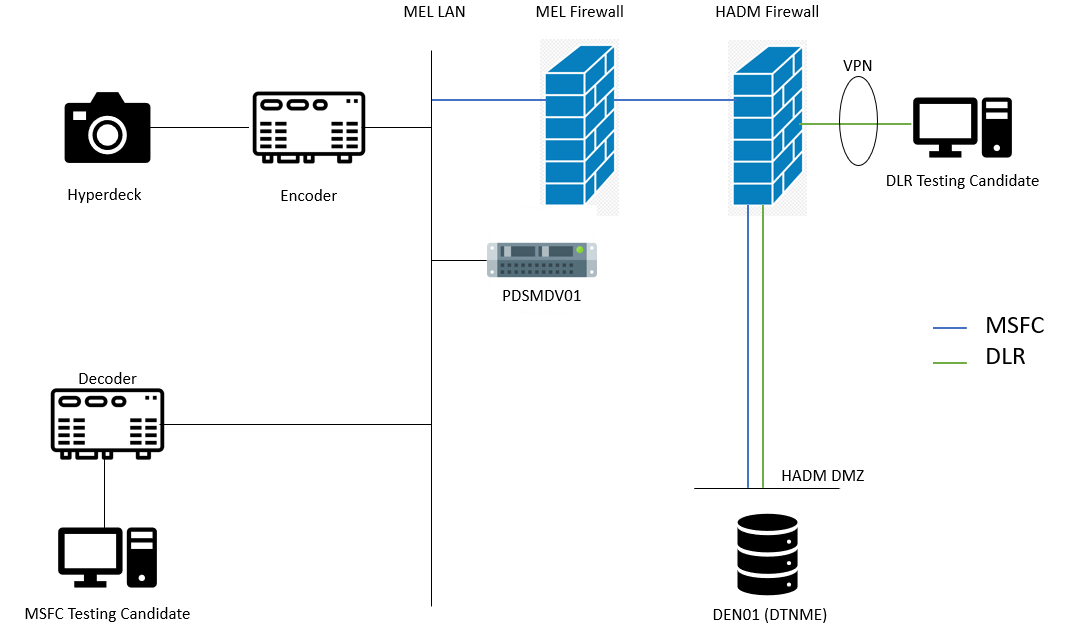 MEL LAN
MEL Firewall
HADM Firewall
VPN
Hyperdeck
Encoder
DLR Testing Candidate
PDSMDV01
MSFC
DLR
Decoder
HADM DMZ
MSFC Testing Candidate
DEN01 (DTNME)